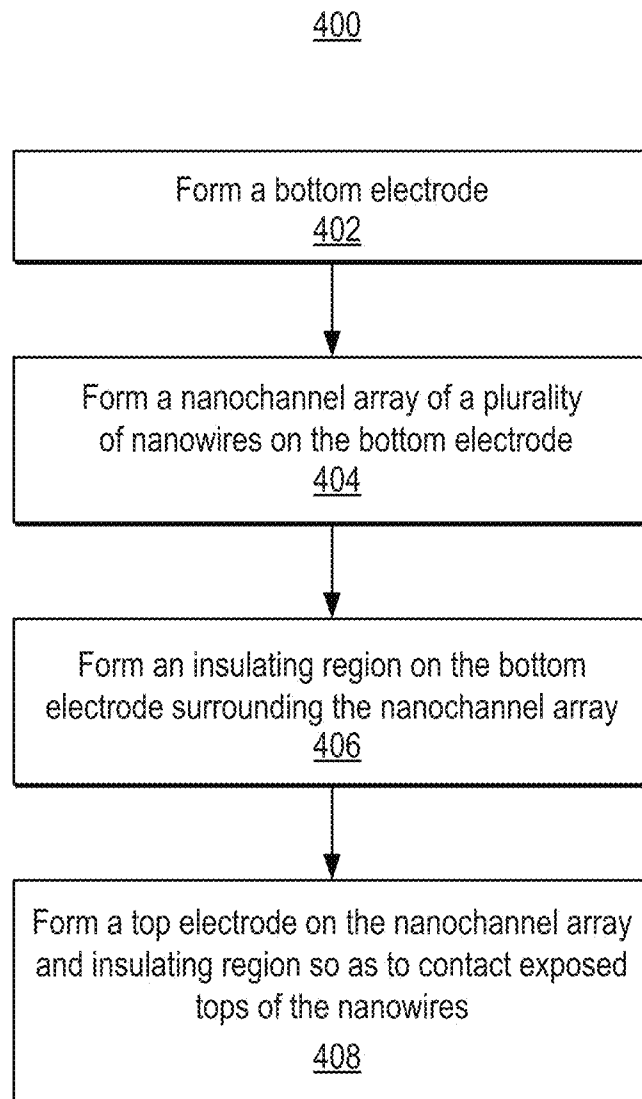 400
Form a bottom electrode
402
Form a nanochannel array of a plurality
of nanowires on the bottom electrode
404
Form an insulating region on the bottom
electrode surrounding the nanochannel array
406
Form a top electrode on the nanochannel array
and insulating region so as to contact exposed
tops of the nanowires
408